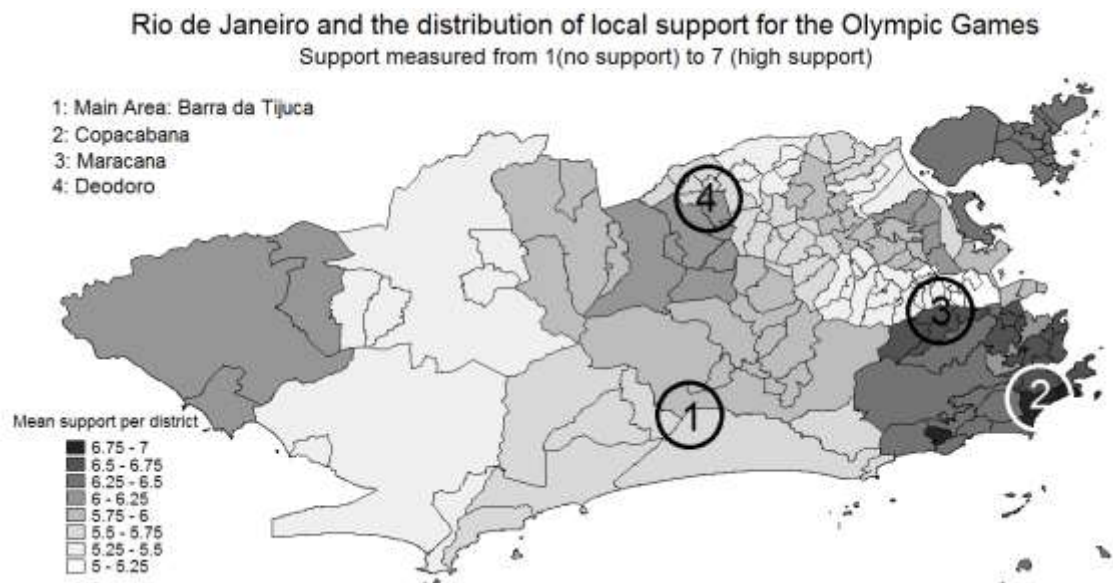 Rio de Janeiro and the distribution of local support for the Olympic Games
Support measured from 1(no support) to 7 (high support)
1: Main Area: Barra da Tijuca
2: Copacabana
3: Maracana
4: Deodoro
4
3
2
1
Mean support per district
6.75 - 7
6.5 - 6.75
6.25 - 6.5
6 - 6.25
5.75 - 6
5.5 - 5.75
5.25 - 5.5
5 - 5.25